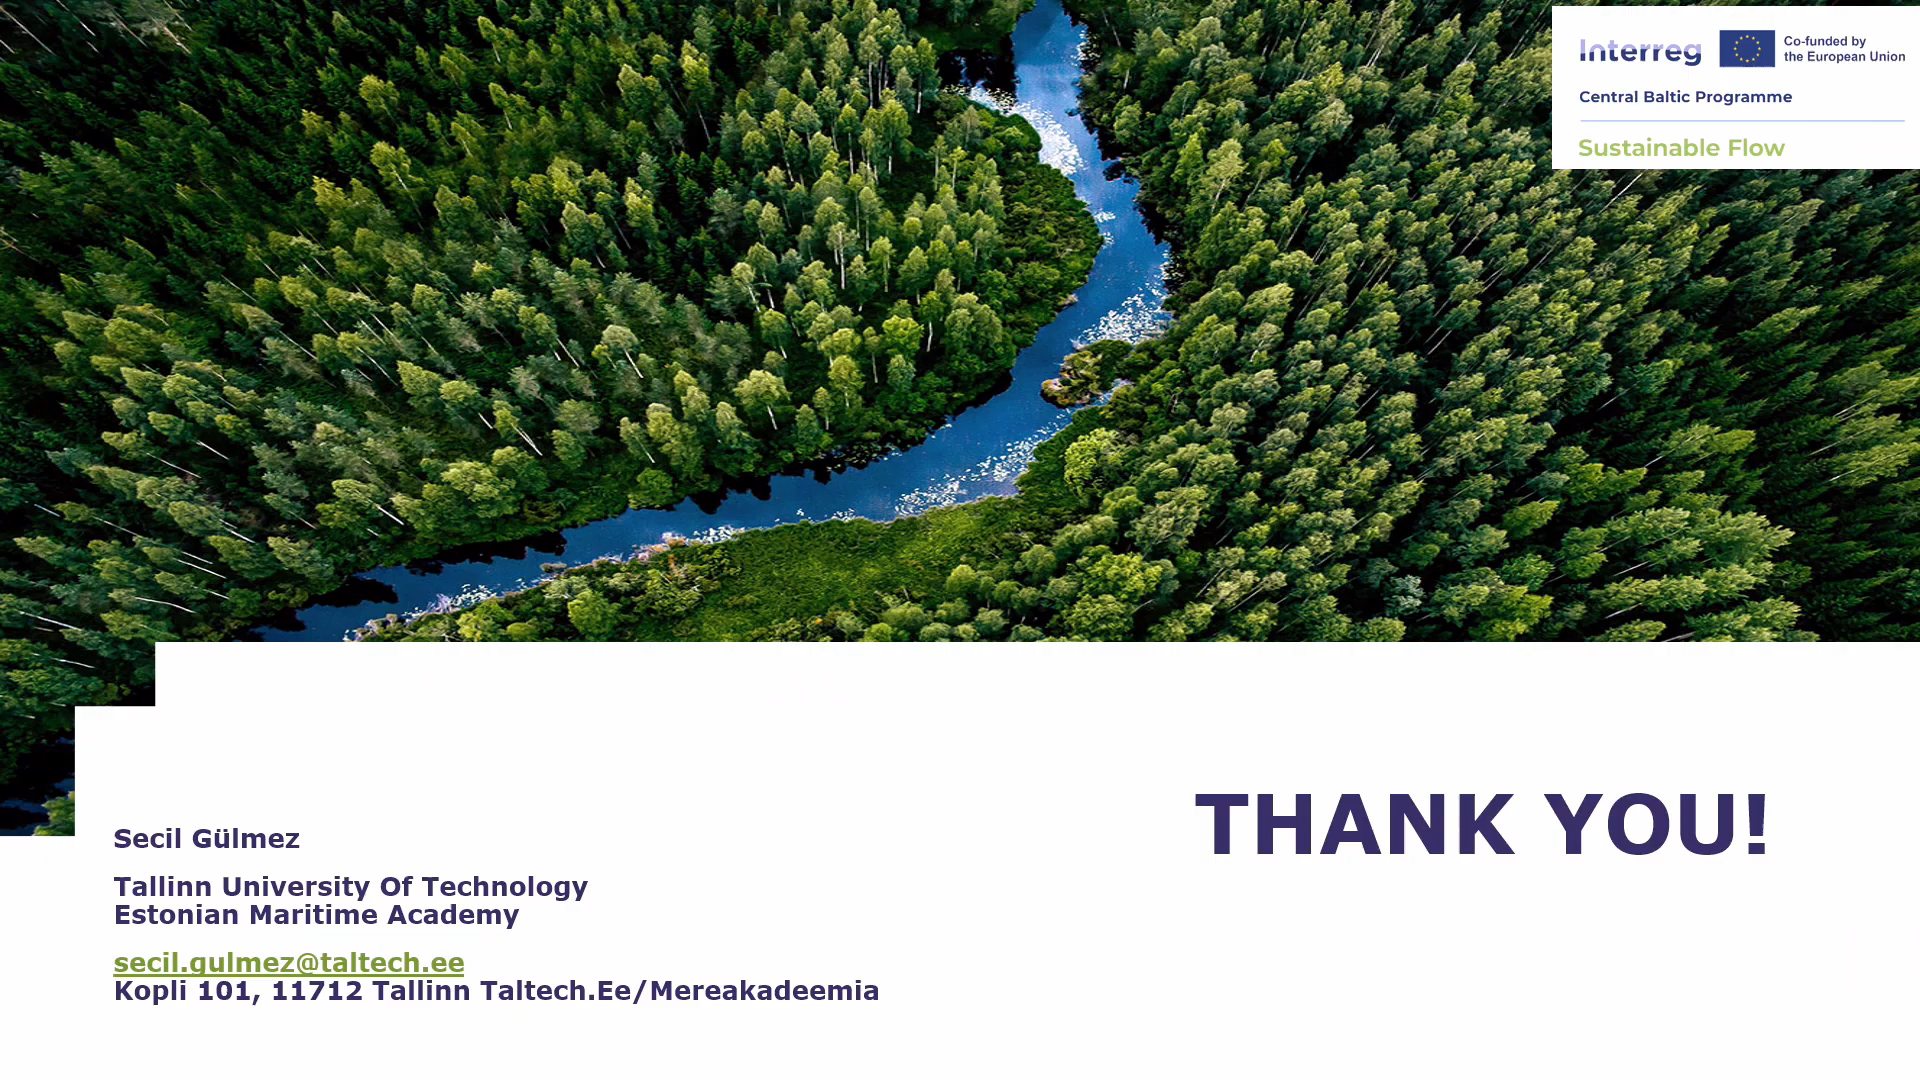 Interreg
Co-funded by
the European Union
Central Baltic Programme
Sustainable Flow
THANK YOU!
Secil Gülmez
Tallinn University Of Technology
Estonian Maritime Academy
secil.gulmez@taltech.ee
Kopli 101, 11712 Tallinn Taltech.Ee/Mereakadeemia